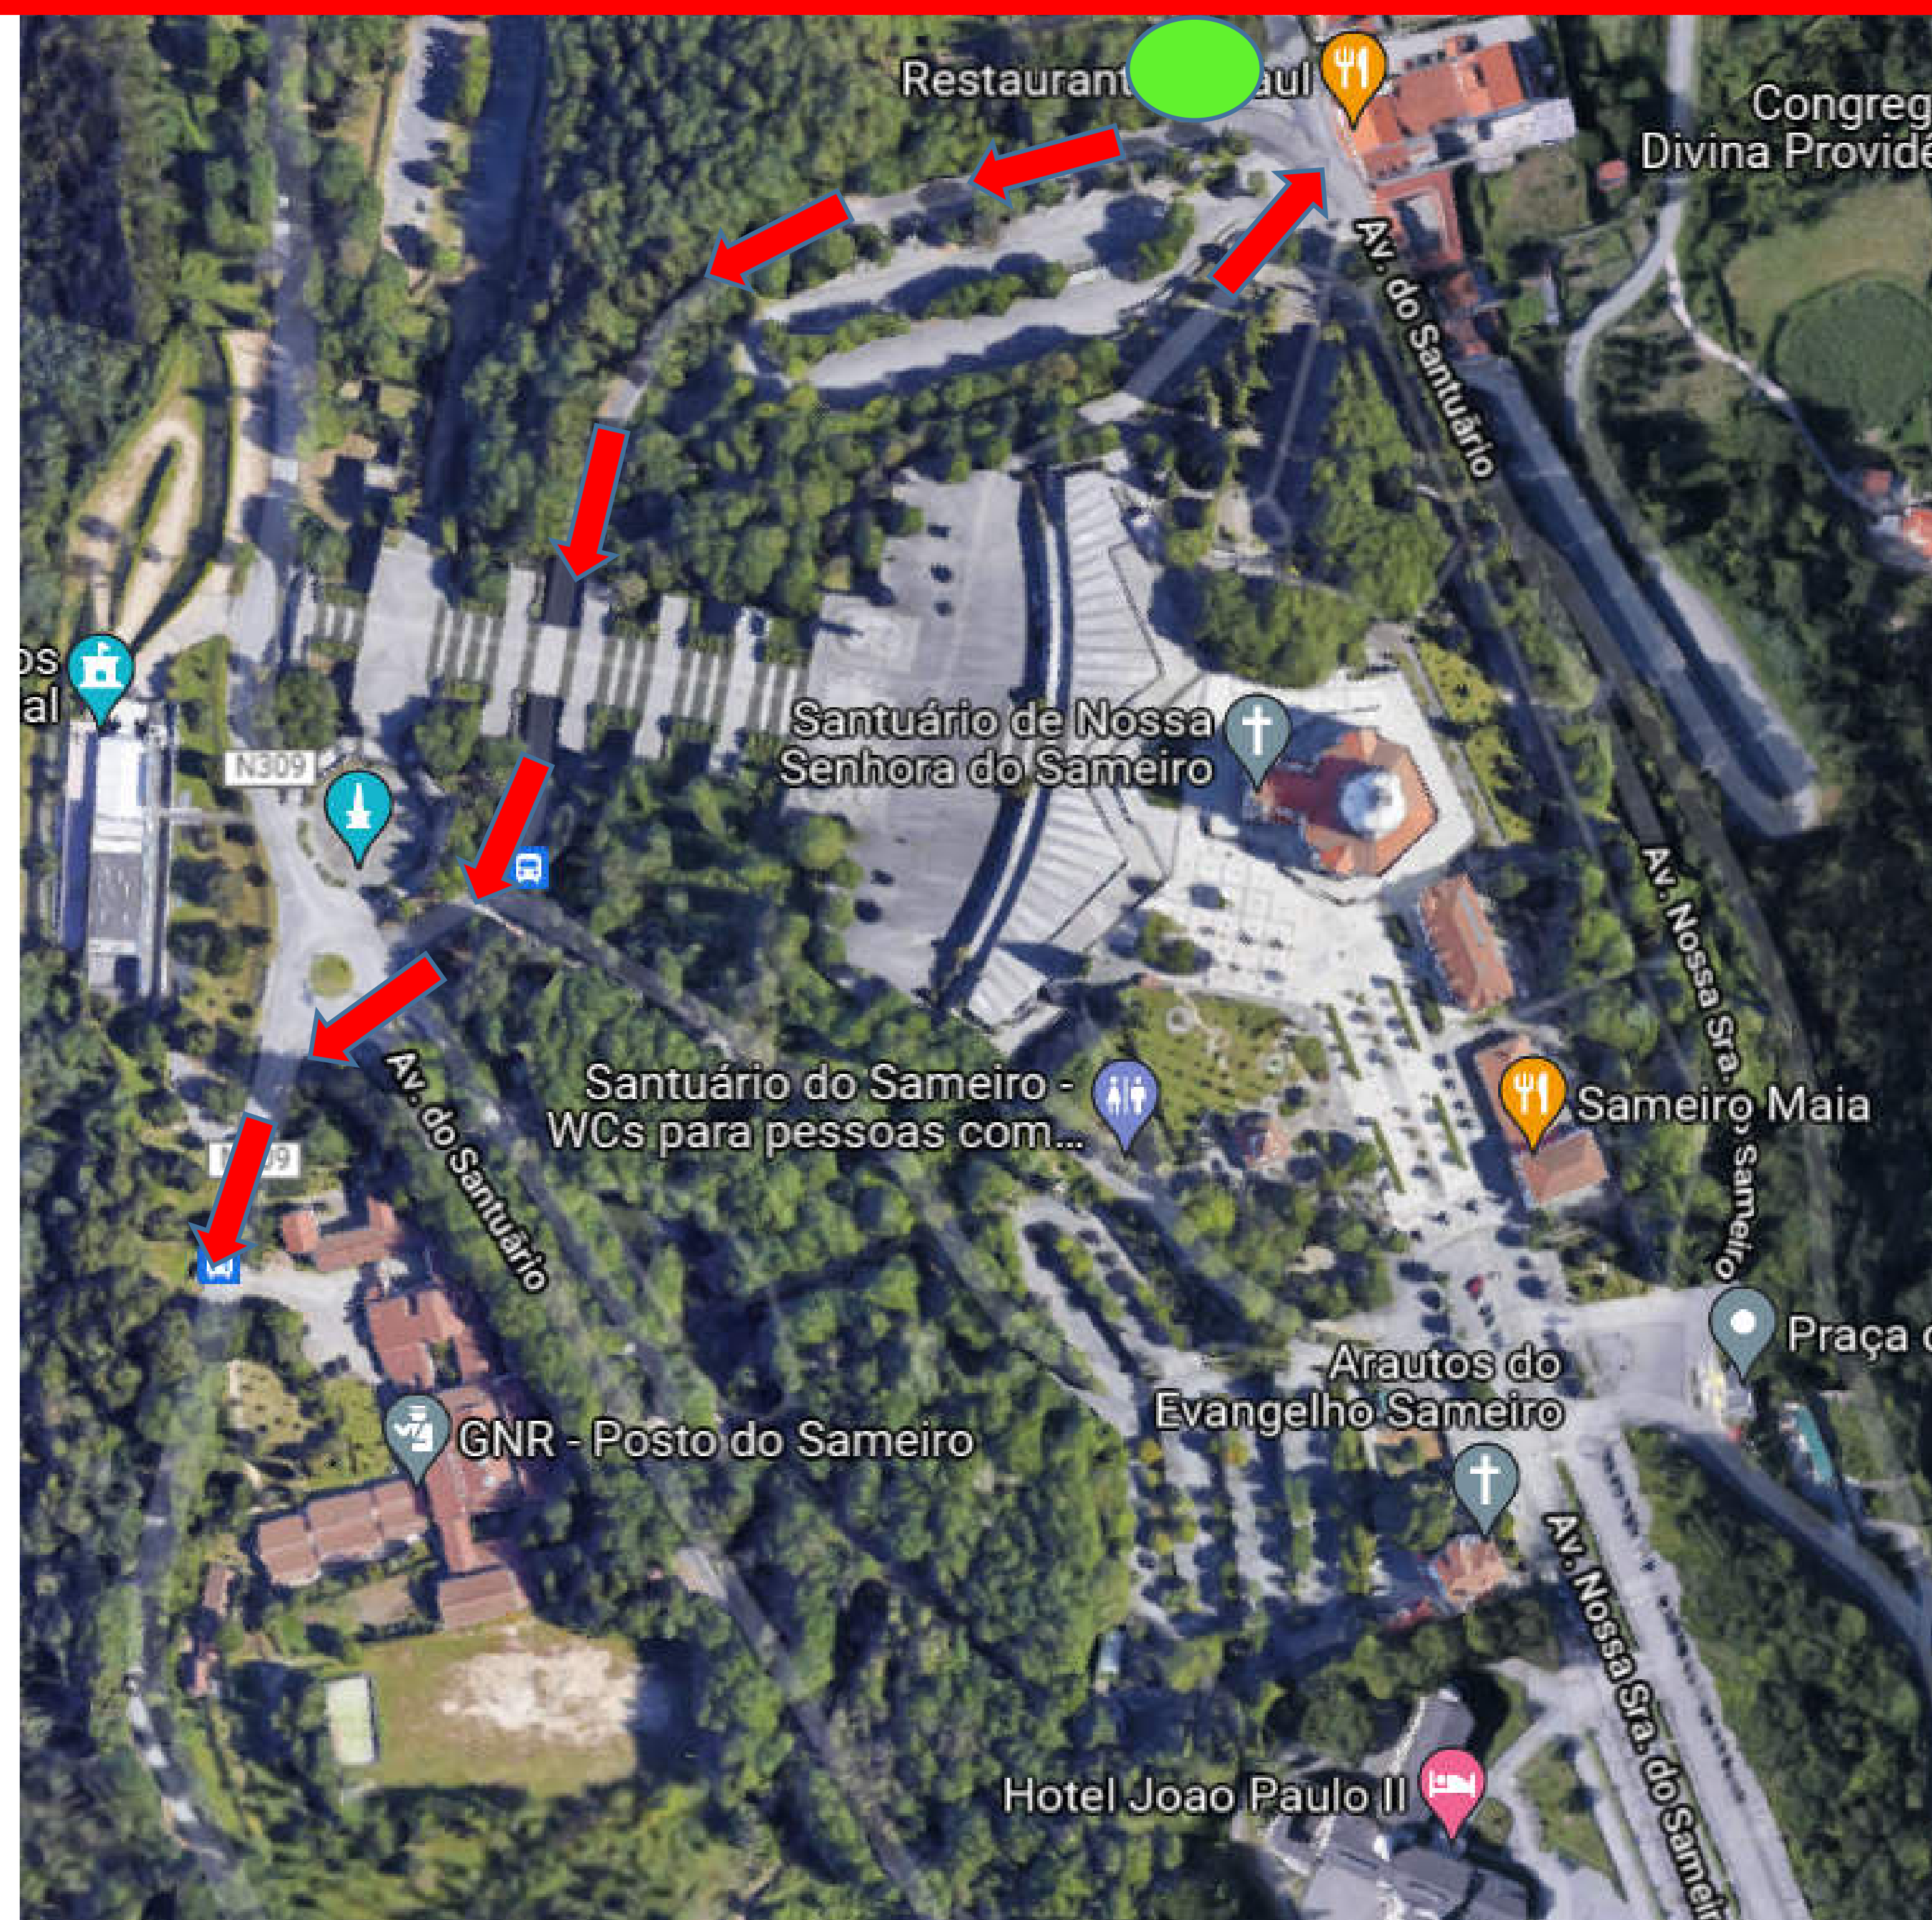 Restaurant
aul
Congreg
Divina Provide
Av. do Santuário
os
al
Santuário de Nossa
Senhora do Sameiro
N309
Av. Nossa Sra. do Sameiro
Av. do Santuário
Santuário do Sameiro -
WCs para pessoas com...
Sameiro Maia
09
Praça
Arautos do
Evangelho Sameiro
GNR - Posto do Sameiro
Av. Nossa Sra. do Sameir
Hotel Joao Paulo II